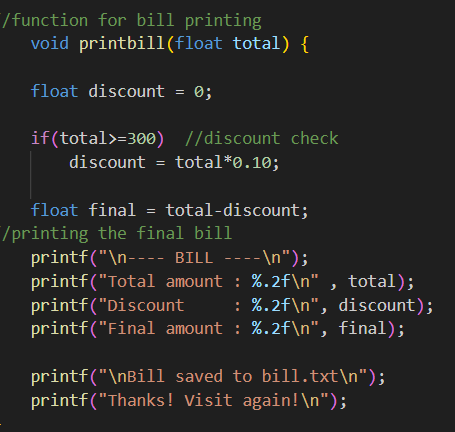 //function for bill printing
void printbill(float total) {
float discount = 0;
if(total>=300)  //discount check
discount = total*0.10;
float final = total-discount;
//printing the final bill
printf("\n---- BILL ----\n");
printf("Total amount : %.2f\n" , total);
printf("Discount     : %.2f\n", discount);
printf("Final amount : %.2f\n", final);
printf("\nBill saved to bill.txt\n");
printf("Thanks! Visit again!\n");